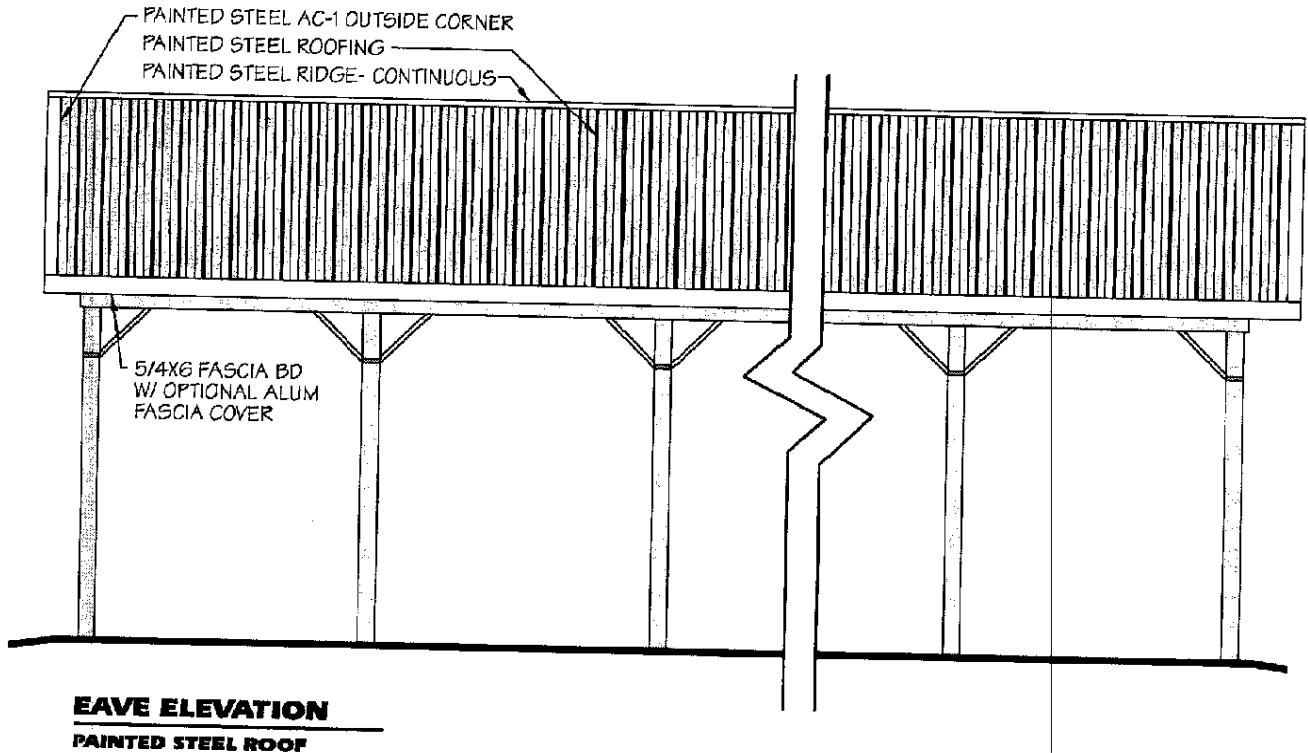 PAINTED STEEL AC-1 OUTSIDE CORNER
PAINTED STEEL ROOFING
PAINTED STEEL RIDGE- CONTINUOUS
5/4X6 FASCIA BD
W/ OPTIONAL ALUM
FASCIA COVER
EAVE ELEVATION
PAINTED STEEL ROOF